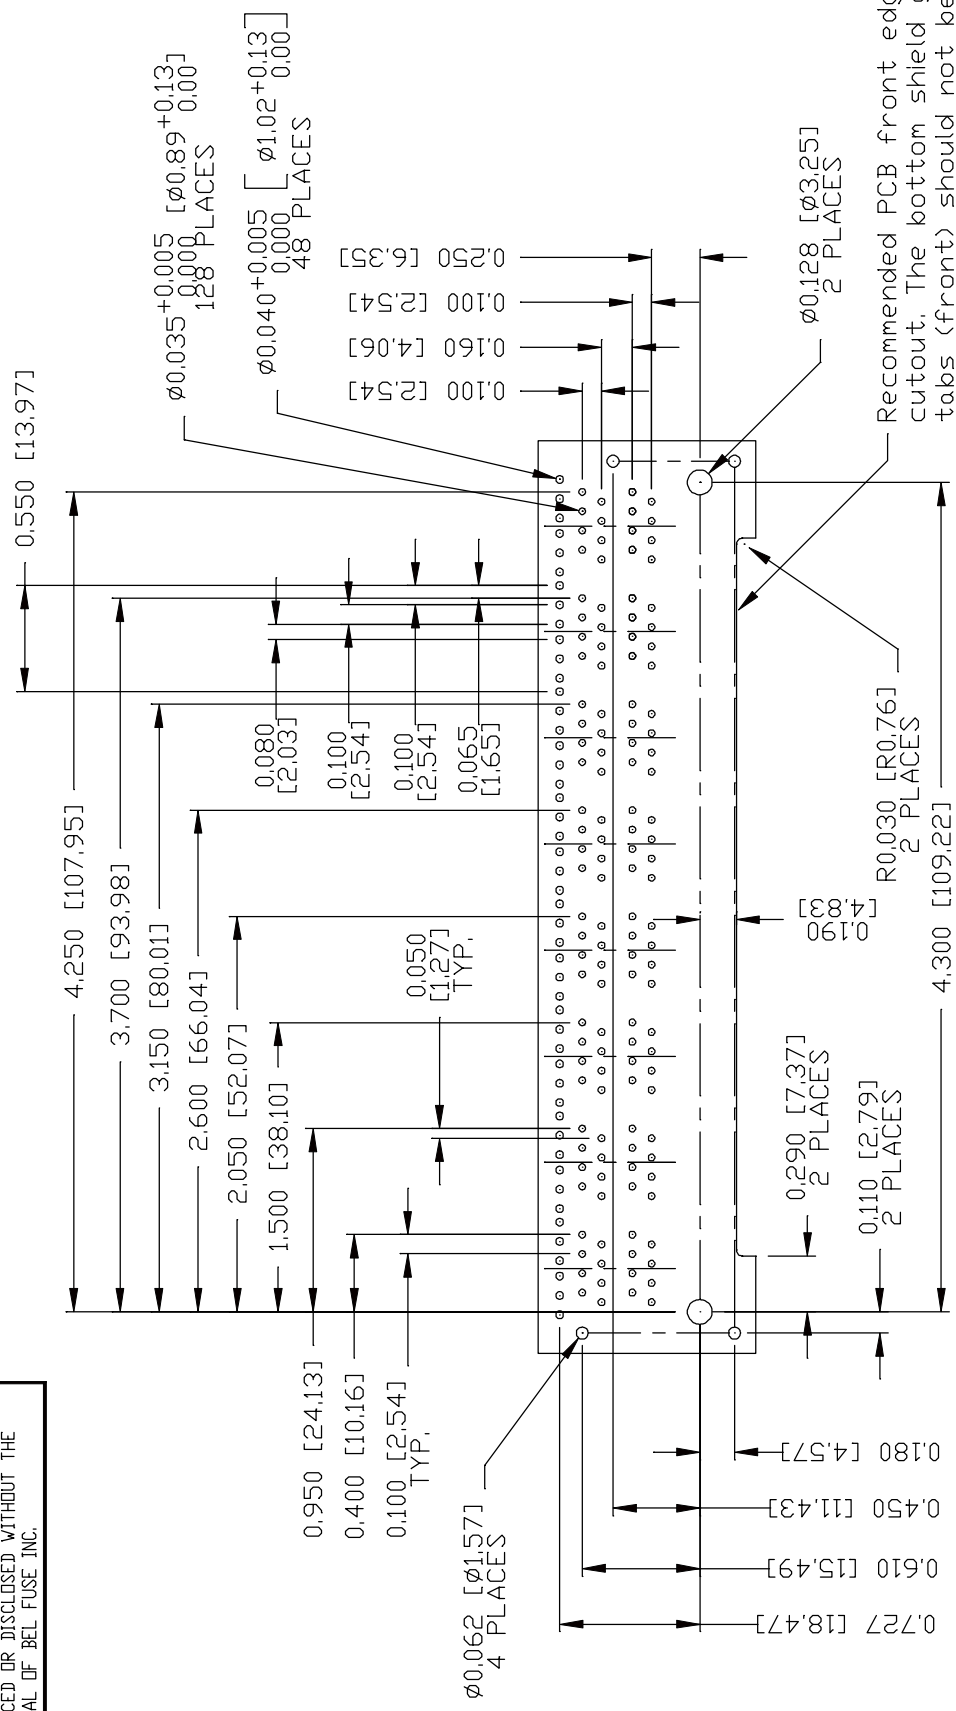 CED OR DISCLOSED WITHOUT THE
AL OF BEL FUSE INC.
0.550 [13.97]
4.250 [107.95]
3.700 [93.98]
3.150 [80.01]
2.600 [66.04]
2.050 [52.07]
1.500 [38.10]
0.950 [24.13]
0.400 [10.16]
0.100 [2.54]
TYP.
0.050
[1.27]
TYP.
0.080
[2.03]
0.100
[2.54]
0.100
[2.54]
0.065
[1.65]
ø0.035 +0.005 0.000 [ø0.89 +0.13 0.00]
128 PLACES
ø0.040 +0.005 0.000 [ø1.02 +0.13 0.00]
48 PLACES
0.250 [6.35]
0.100 [2.54]
0.160 [4.06]
0.100 [2.54]
ø0.128 [ø3.25]
2 PLACES
Recommended PCB front edg
cutout. The bottom shield s
tabs (front) should not be
R0.030 [R0.76]
2 PLACES
4.300 [109.22]
0.190
[4.83]
0.290 [7.37]
2 PLACES
0.110 [2.79]
2 PLACES
ø0.062 [ø1.57]
4 PLACES
0.180 [4.57]
0.450 [11.43]
0.610 [15.49]
0.727 [18.47]